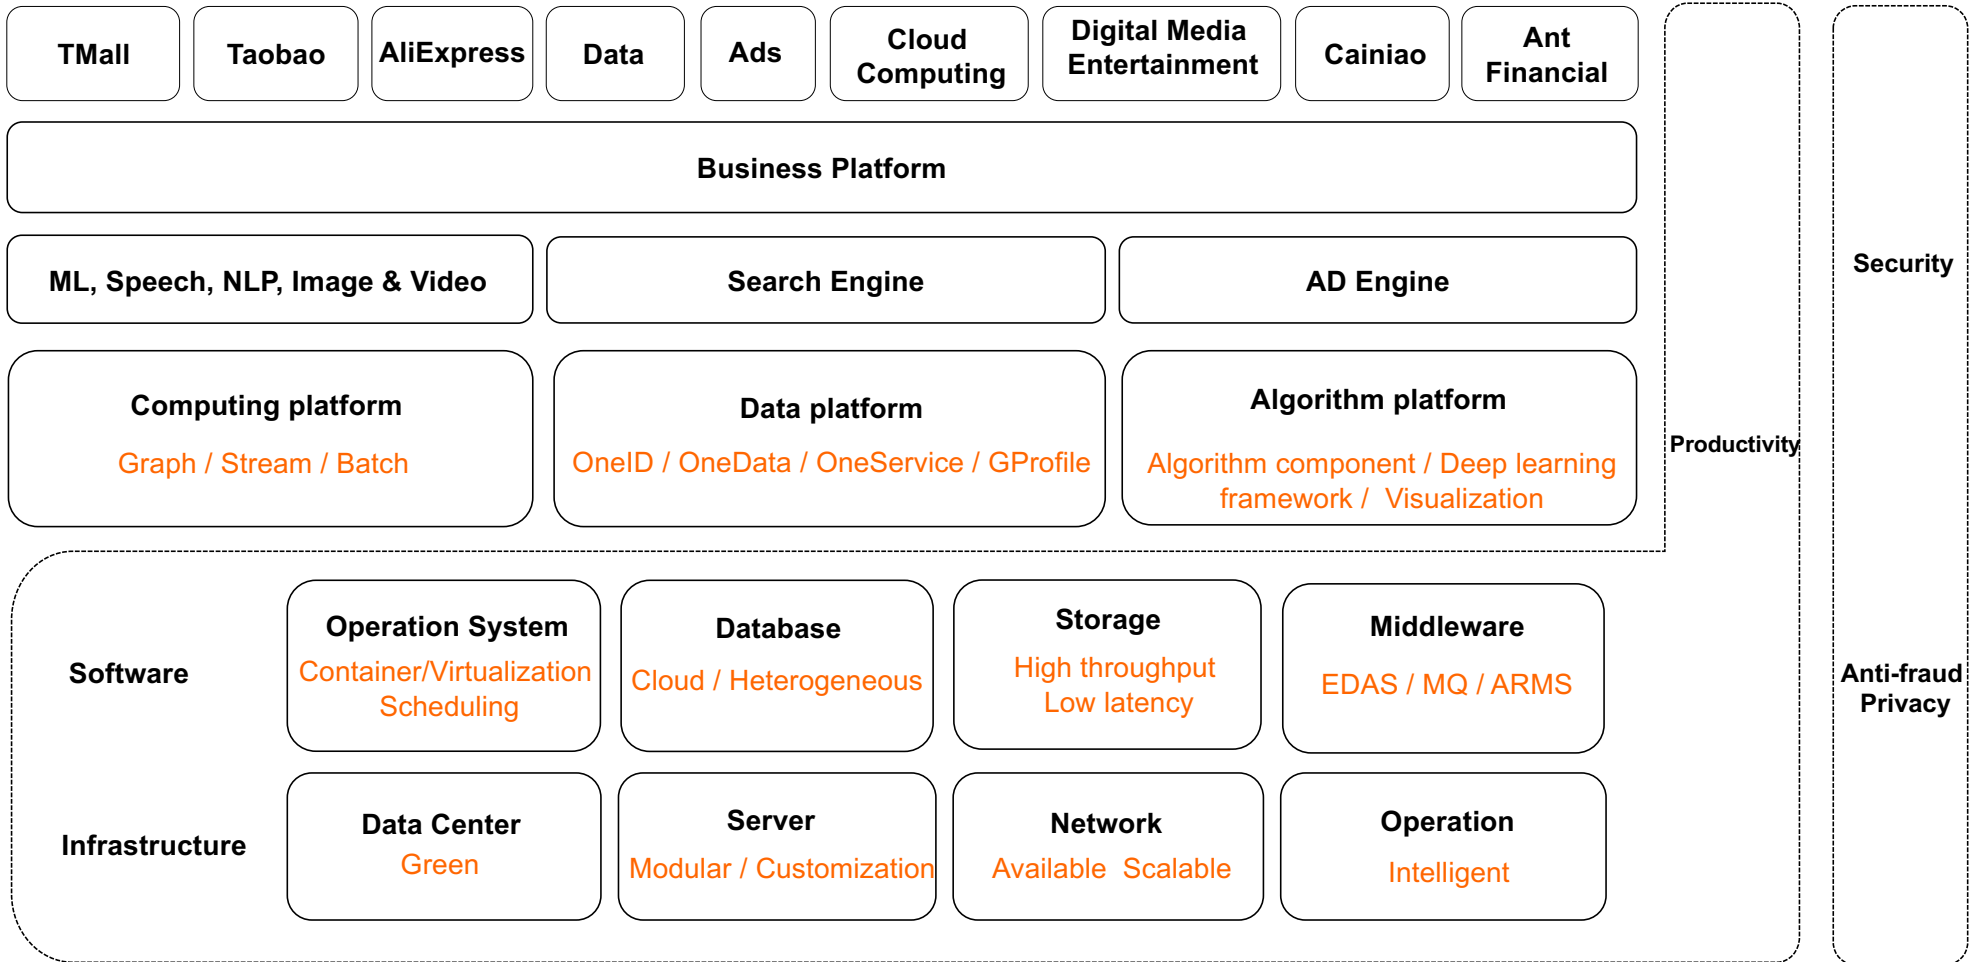 TMall
Taobao
AliExpress
Data
Ads
Cloud
Computing
Digital Media
Entertainment
Cainiao
Ant
Financial
Business Platform
ML, Speech, NLP, Image & Video
Search Engine
AD Engine
Computing platform
Graph / Stream / Batch
Data platform
OneID / OneData / OneService / GProfile
Algorithm platform
Algorithm component / Deep learning
framework / Visualization
Productivity
Security
Anti-fraud
Privacy
Software
Operation System
Container/Virtualization
Scheduling
Database
Cloud / Heterogeneous
Storage
High throughput
Low latency
Middleware
EDAS / MQ / ARMS
Infrastructure
Data Center
Green
Server
Modular / Customization
Network
Available Scalable
Operation
Intelligent